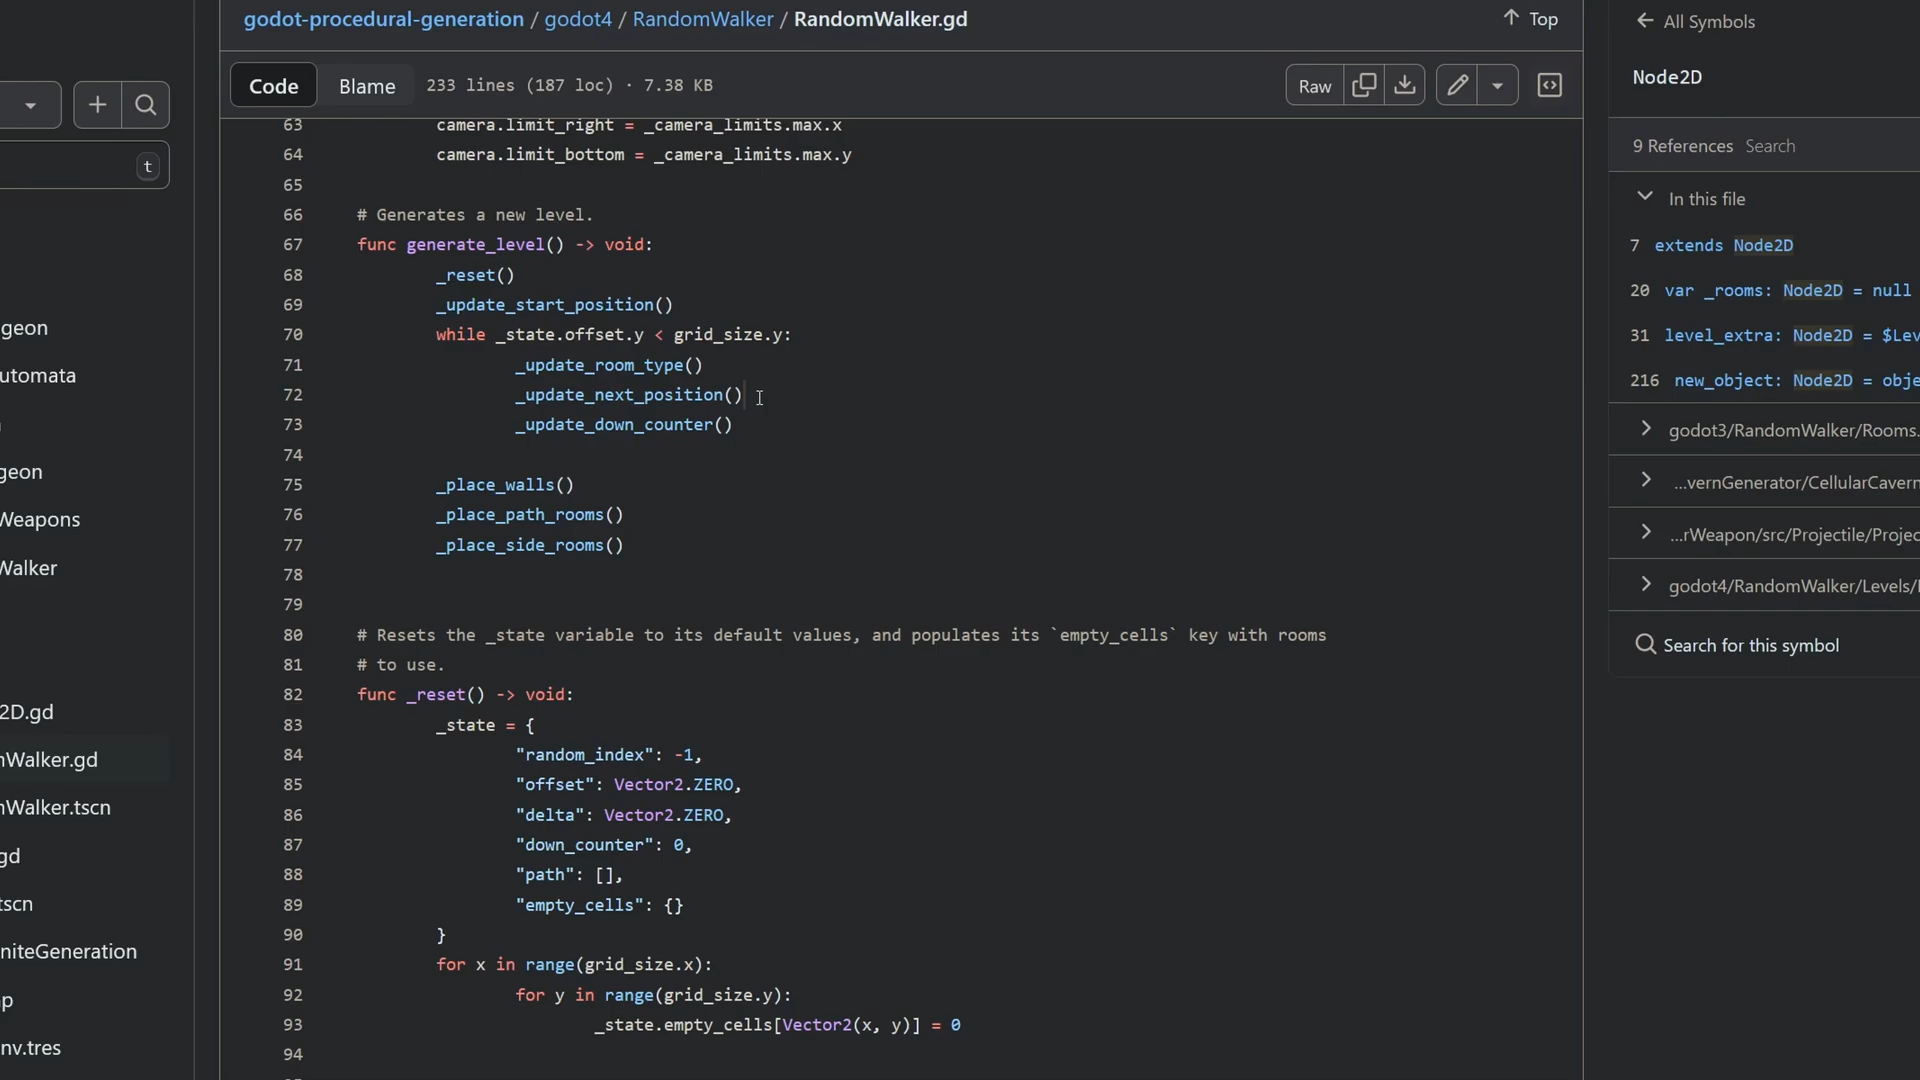 godot-procedural-generation / godot4 / RandomWalker / RandomWalker.gd
Top
Code Blame 233 lines (187 loc) · 7.38 KB
Raw
t
geon
utomata
geon
Weapons
Walker
2D.gd
mWalker.gd
mWalker.tscn
gd
tscn
niteGeneration
p
nv.tres
63 camera.limit_right = _camera_limits.max.x
64 camera.limit_bottom = _camera_limits.max.y
65
66 # Generates a new level.
67 func generate_level() -> void:
68 _reset()
69 _update_start_position()
70 while _state.offset.y < grid_size.y:
71 _update_room_type()
72 _update_next_position()
73 _update_down_counter()
74
75 _place_walls()
76 _place_path_rooms()
77 _place_side_rooms()
78
79
80 # Resets the _state variable to its default values, and populates its `empty_cells` key with rooms
81 # to use.
82 func _reset() -> void:
83 _state = {
84 "random_index": -1,
85 "offset": Vector2.ZERO,
86 "delta": Vector2.ZERO,
87 "down_counter": 0,
88 "path": [],
89 "empty_cells": {}
90 }
91 for x in range(grid_size.x):
92 for y in range(grid_size.y):
93 _state.empty_cells[Vector2(x, y)] = 0
94
All Symbols
Node2D
9 References Search
In this file
7 extends Node2D
20 var _rooms: Node2D = null
31 level_extra: Node2D = $Lev
216 new_object: Node2D = obje
godot3/RandomWalker/Rooms.
...vernGenerator/CellularCavern
...rWeapon/src/Projectile/Projec
godot4/RandomWalker/Levels/
Search for this symbol